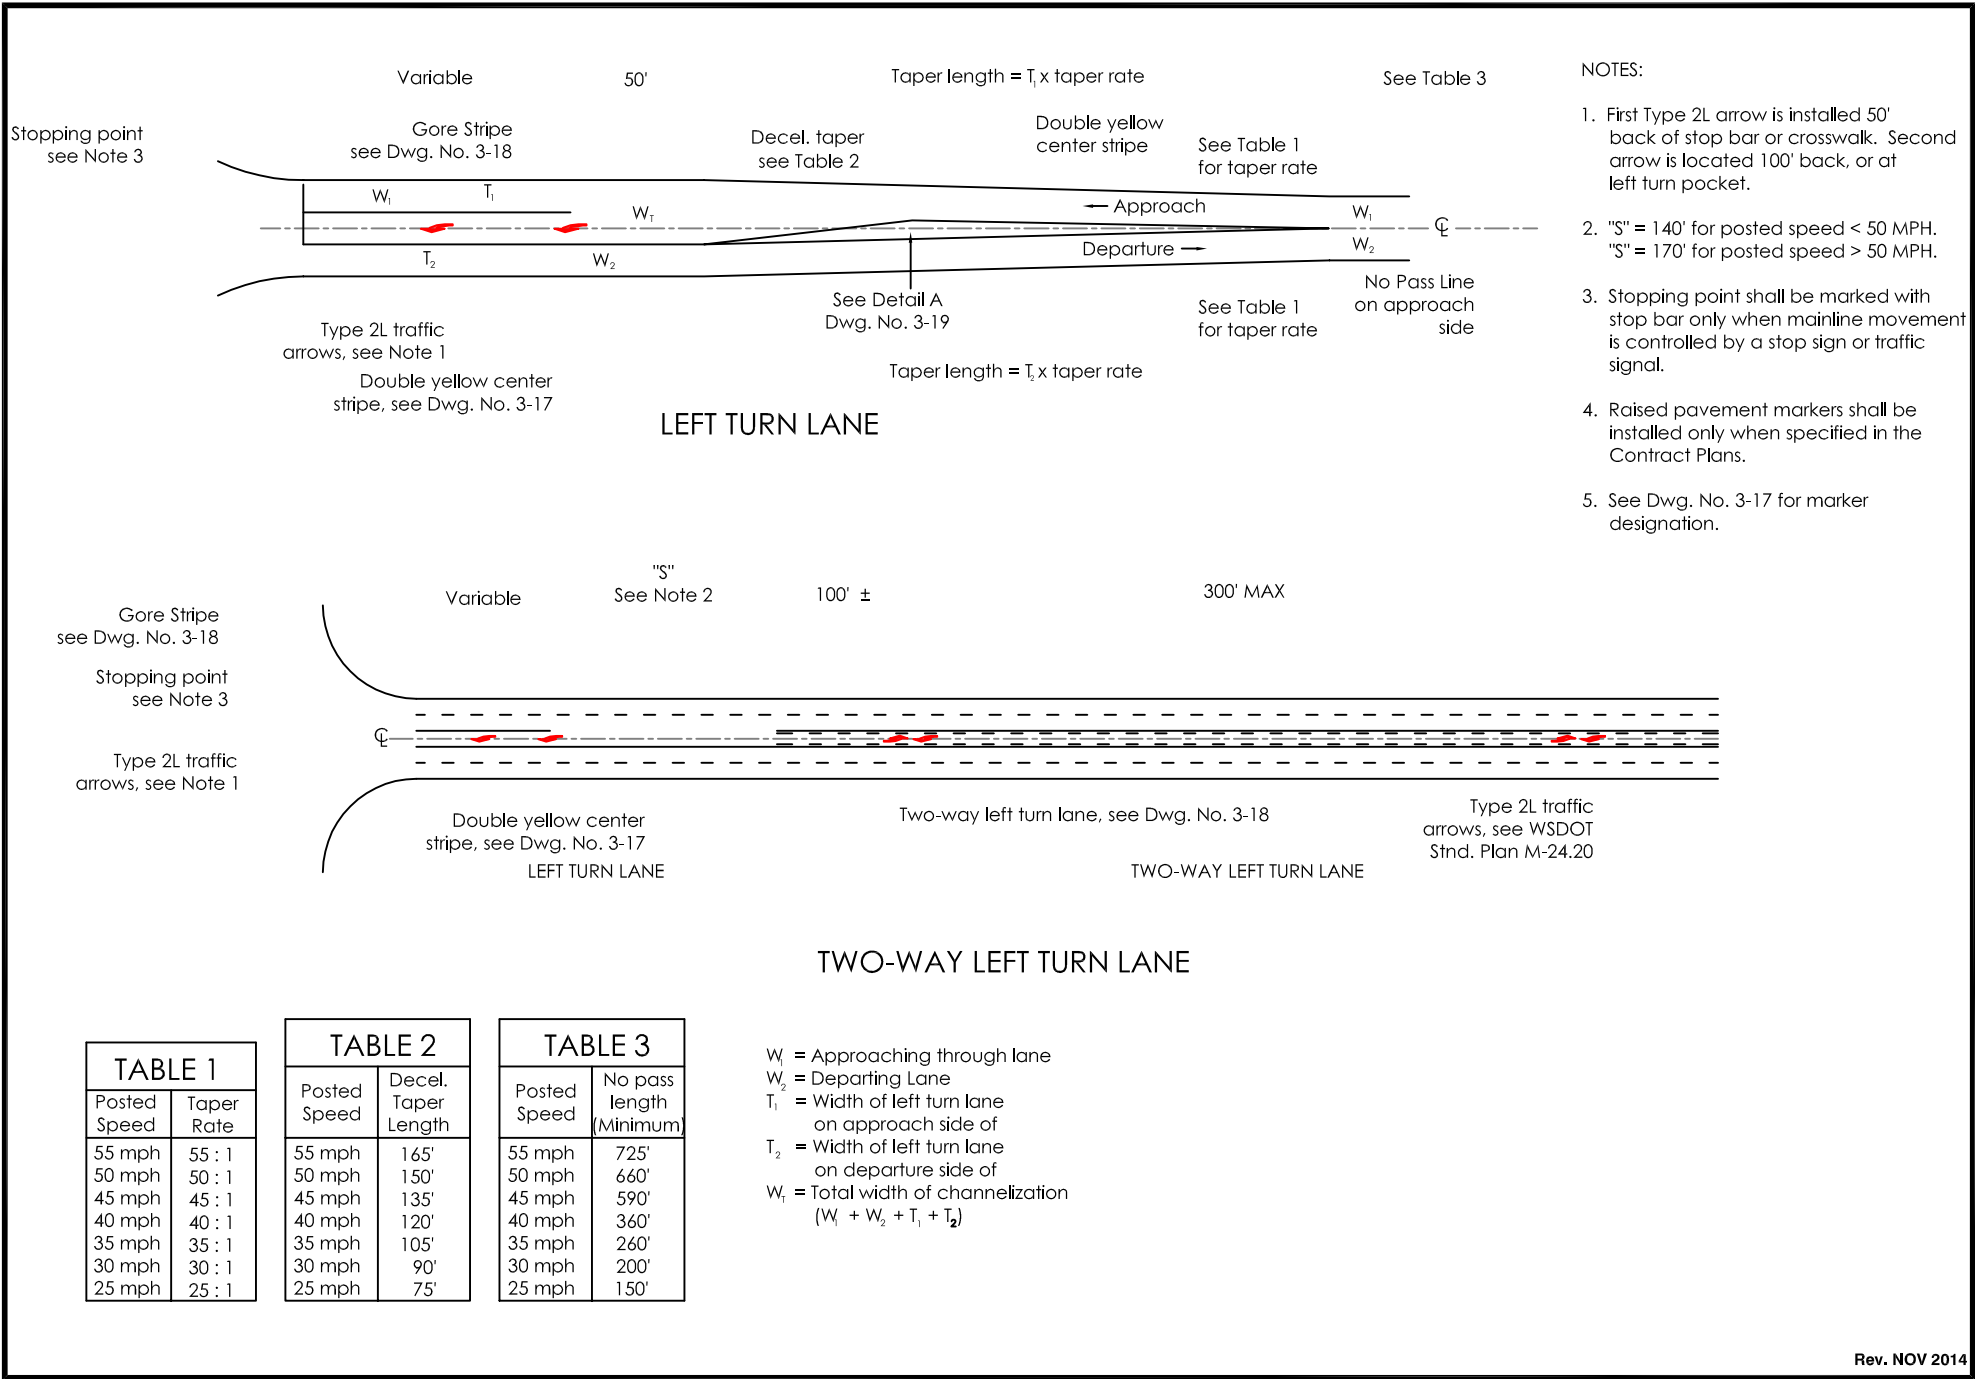 Variable
50'
Taper length = T₁ x taper rate
See Table 3
Stopping point
see Note 3
Gore Stripe
see Dwg. No. 3-18
Decel. taper
see Table 2
Double yellow
center stripe
See Table 1
for taper rate
W₁
T₁
W_T
Approach
W₁
℄
T₂
W₂
Departure
W₂
See Detail A
Dwg. No. 3-19
See Table 1
for taper rate
No Pass Line
on approach
side
Type 2L traffic
arrows, see Note 1
Double yellow center
stripe, see Dwg. No. 3-17
Taper length = T₂ x taper rate
LEFT TURN LANE
NOTES:
1. First Type 2L arrow is installed 50'
back of stop bar or crosswalk. Second
arrow is located 100' back, or at
left turn pocket.
2. "S" = 140' for posted speed < 50 MPH.
"S" = 170' for posted speed > 50 MPH.
3. Stopping point shall be marked with
stop bar only when mainline movement
is controlled by a stop sign or traffic
signal.
4. Raised pavement markers shall be
installed only when specified in the
Contract Plans.
5. See Dwg. No. 3-17 for marker
designation.
Variable
"S"
See Note 2
100' ±
300' MAX
Gore Stripe
see Dwg. No. 3-18
Stopping point
see Note 3
℄
Type 2L traffic
arrows, see Note 1
Double yellow center
stripe, see Dwg. No. 3-17
LEFT TURN LANE
Two-way left turn lane, see Dwg. No. 3-18
TWO-WAY LEFT TURN LANE
Type 2L traffic
arrows, see WSDOT
Stnd. Plan M-24.20
TWO-WAY LEFT TURN LANE
TABLE 1
Posted Speed Taper Rate
55 mph 55 : 1
50 mph 50 : 1
45 mph 45 : 1
40 mph 40 : 1
35 mph 35 : 1
30 mph 30 : 1
25 mph 25 : 1
TABLE 2
Posted Speed Decel. Taper Length
55 mph 165'
50 mph 150'
45 mph 135'
40 mph 120'
35 mph 105'
30 mph 90'
25 mph 75'
TABLE 3
Posted Speed No pass length (Minimum)
55 mph 725'
50 mph 660'
45 mph 590'
40 mph 360'
35 mph 260'
30 mph 200'
25 mph 150'
W₁ = Approaching through lane
W₂ = Departing Lane
T₁ = Width of left turn lane
on approach side of
T₂ = Width of left turn lane
on departure side of
W_T = Total width of channelization
(W₁ + W₂ + T₁ + T₂)
Rev. NOV 2014